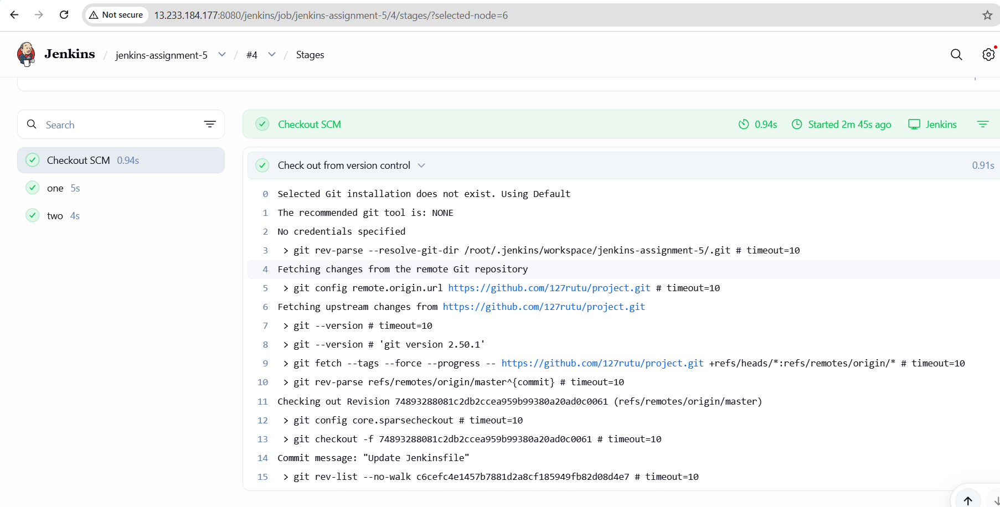 Not secure 13.233.184.177:8080/jenkins/job/jenkins-assignment-5/4/stages/?selected-node=6
Jenkins / jenkins-assignment-5 / #4 / Stages
Search
Checkout SCM 0.94s
one 5s
two 4s
Checkout SCM 0.94s Started 2m 45s ago Jenkins
Check out from version control 0.91s
0 Selected Git installation does not exist. Using Default
1 The recommended git tool is: NONE
2 No credentials specified
3 > git rev-parse --resolve-git-dir /root/.jenkins/workspace/jenkins-assignment-5/.git # timeout=10
4 Fetching changes from the remote Git repository
5 > git config remote.origin.url https://github.com/127rutu/project.git # timeout=10
6 Fetching upstream changes from https://github.com/127rutu/project.git
7 > git --version # timeout=10
8 > git --version # 'git version 2.50.1'
9 > git fetch --tags --force --progress -- https://github.com/127rutu/project.git +refs/heads/*:refs/remotes/origin/* # timeout=10
10 > git rev-parse refs/remotes/origin/master^{commit} # timeout=10
11 Checking out Revision 74893288081c2db2ccea959b99380a20ad0c0061 (refs/remotes/origin/master)
12 > git config core.sparsecheckout # timeout=10
13 > git checkout -f 74893288081c2db2ccea959b99380a20ad0c0061 # timeout=10
14 Commit message: "Update Jenkinsfile"
15 > git rev-list --no-walk c6cefc4e1457b7881d2a8cf185949fb82d08d4e7 # timeout=10